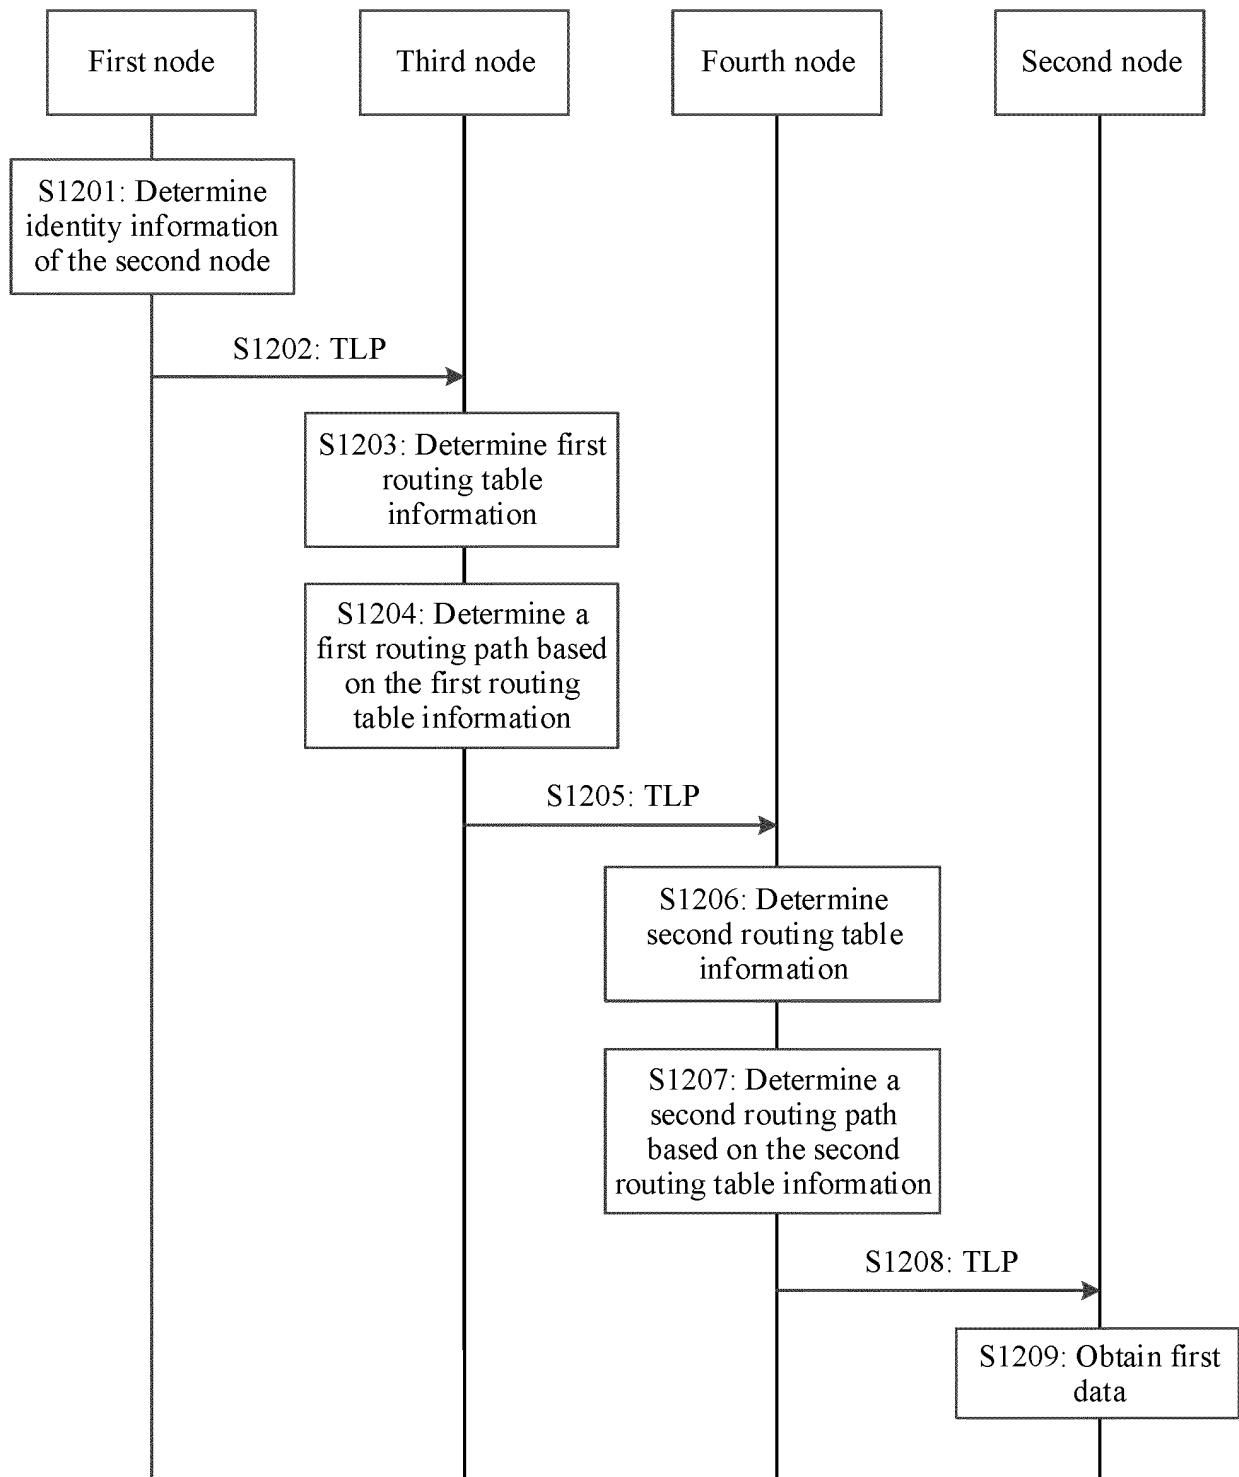 First node
Third node
Fourth node
Second node
S1201: Determine
identity information
of the second node
S1202: TLP
S1203: Determine first
routing table
information
S1204: Determine a
first routing path based
on the first routing
table information
S1205: TLP
S1206: Determine
second routing table
information
S1207: Determine a
second routing path
based on the second
routing table information
S1208: TLP
S1209: Obtain first
data